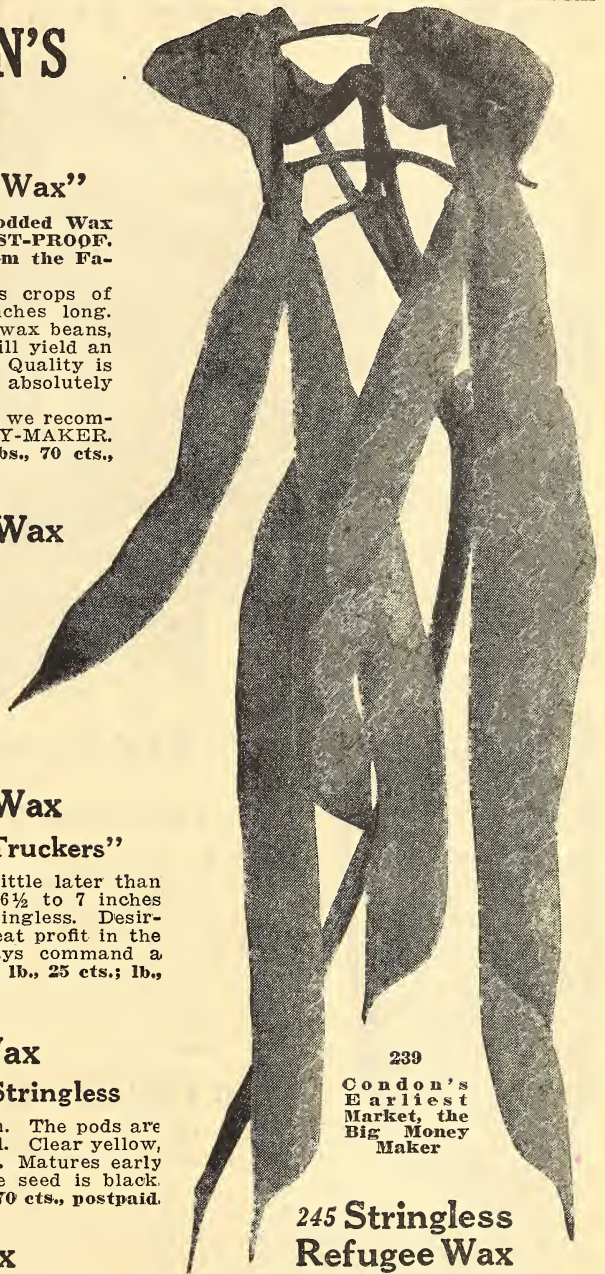 N'S
Wax”
odded Wax
ST-PROOF.
m the Fa-
s crops of
ches long.
wax beans,
ill yield an
Quality is
absolutely
we recom-
Y-MAKER.
bs., 70 cts.,
Wax
Wax
Truckers”
ittle later than
6½ to 7 inches
ingless. Desir-
eat profit in the
ys command a
lb., 25 cts.; lb.,
Wax
Stringless
n. The pods are
l. Clear yellow,
. Matures early
e seed is black.
70 cts., postpaid.
x
239
Condon's
Earliest
Market, the
Big Money
Maker
245 Stringless
Refugee Wax